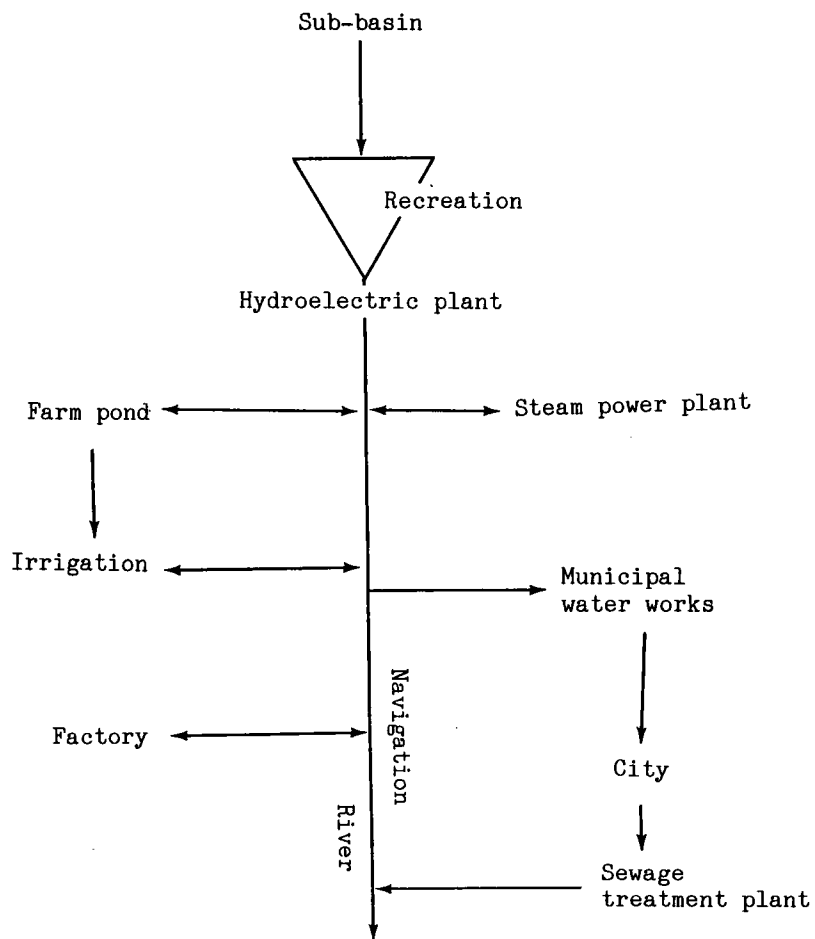 Sub-basin
Recreation
Hydroelectric plant
Farm pond
Steam power plant
Irrigation
Municipal
water works
Navigation
Factory
City
River
Sewage
treatment plant